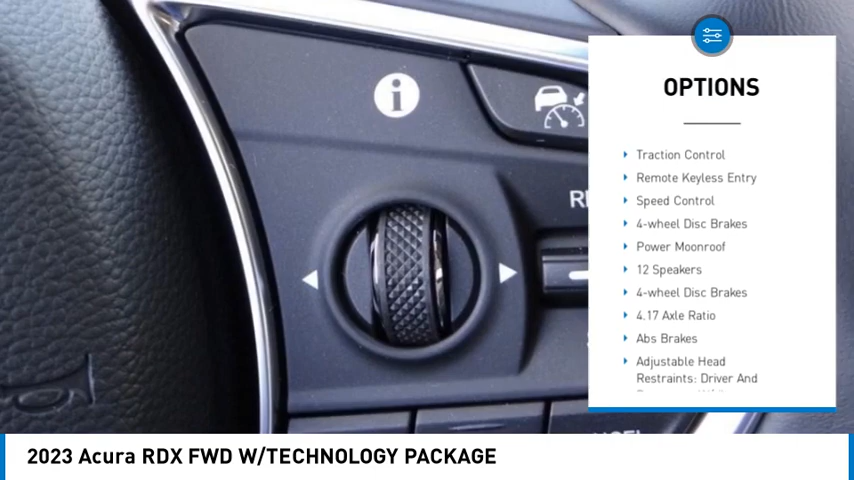 OPTIONS
Traction Control
Remote Keyless Entry
Speed Control
4-wheel Disc Brakes
Power Moonroof
12 Speakers
4-wheel Disc Brakes
4.17 Axle Ratio
Abs Brakes
Adjustable Head
Restraints: Driver And
2023 Acura RDX FWD W/TECHNOLOGY PACKAGE